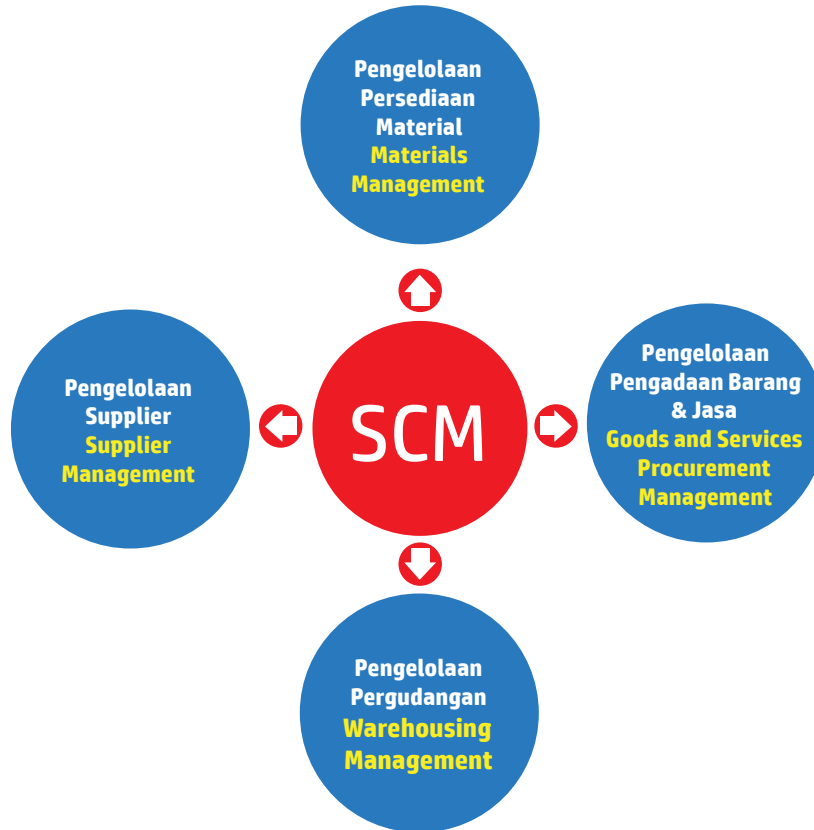 Pengelolaan
Persediaan
Material
Materials
Management
Pengelolaan
Supplier
Supplier
Management
SCM
Pengelolaan
Pengadaan Barang
& Jasa
Goods and Services
Procurement
Management
Pengelolaan
Pergudangan
Warehousing
Management